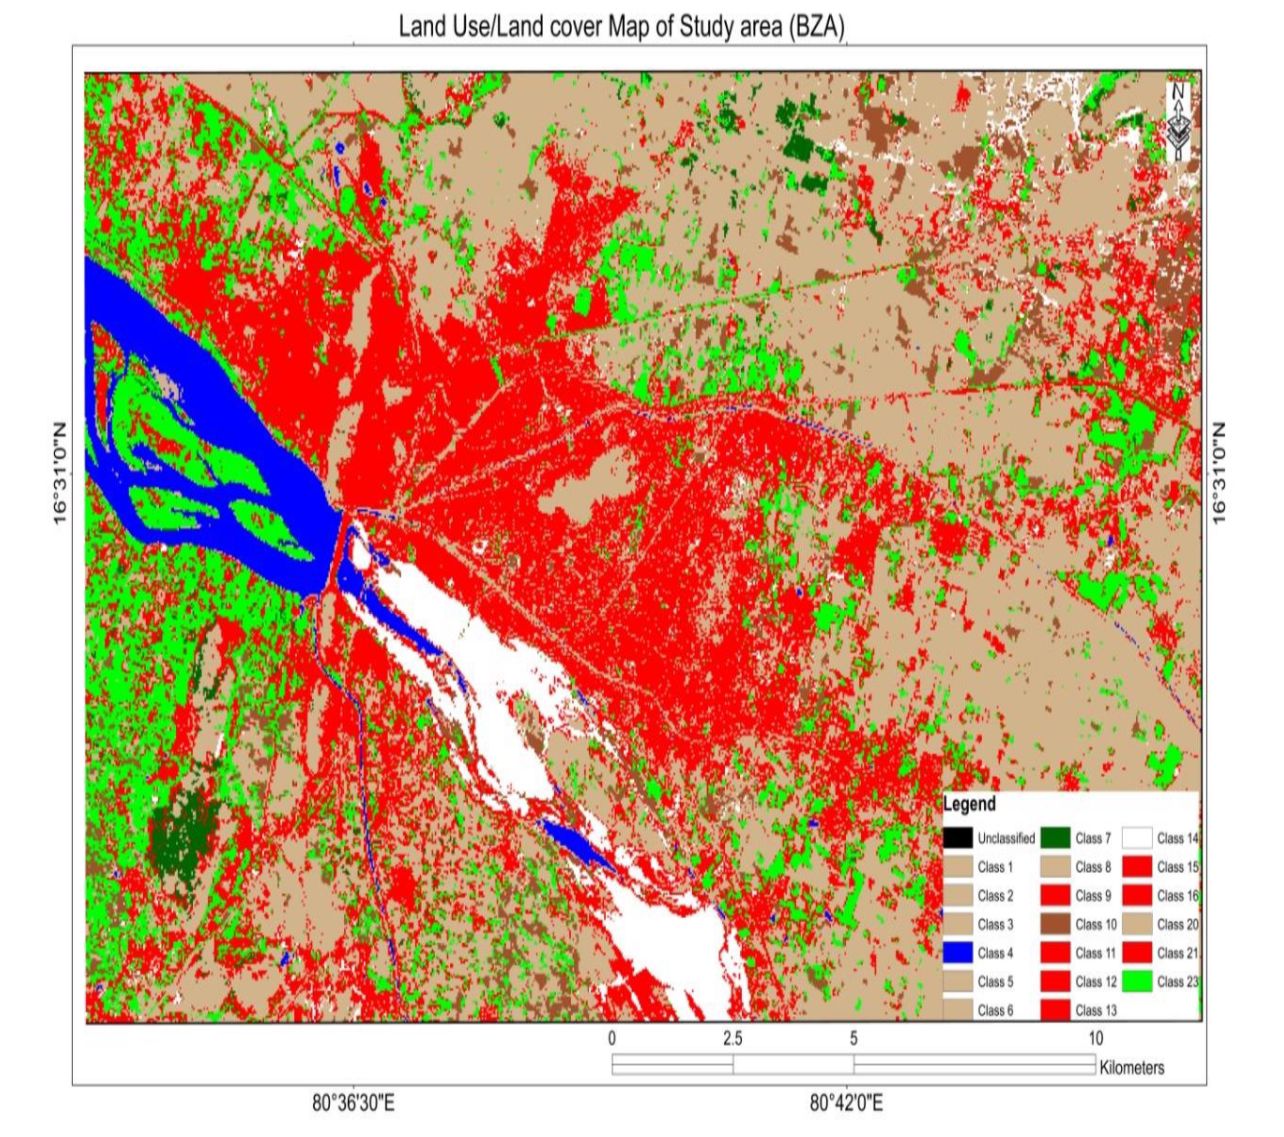 Land Use/Land cover Map of Study area (BZA)
N
16°31'0"N
16°31'0"N
Legend
Unclassified Class 7 Class 14
Class 1 Class 8 Class 15
Class 2 Class 9 Class 16
Class 3 Class 10 Class 20
Class 4 Class 11 Class 21
Class 5 Class 12 Class 23
Class 6 Class 13
0 2.5 5 10
Kilometers
80°36'30"E 80°42'0"E